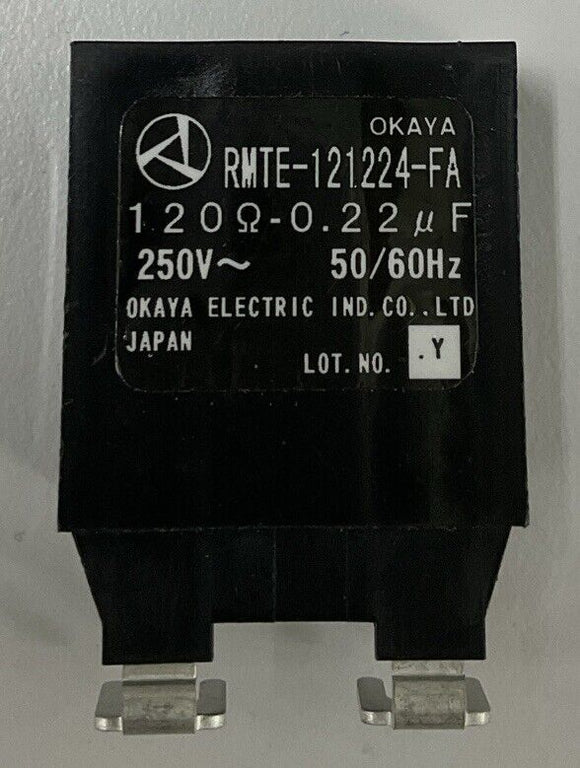 OKAYA
RMTE-121224-FA
120Ω-0.22μF
250V~ 50/60Hz
OKAYA ELECTRIC IND.CO.,LTD
JAPAN
LOT.NO. .Y